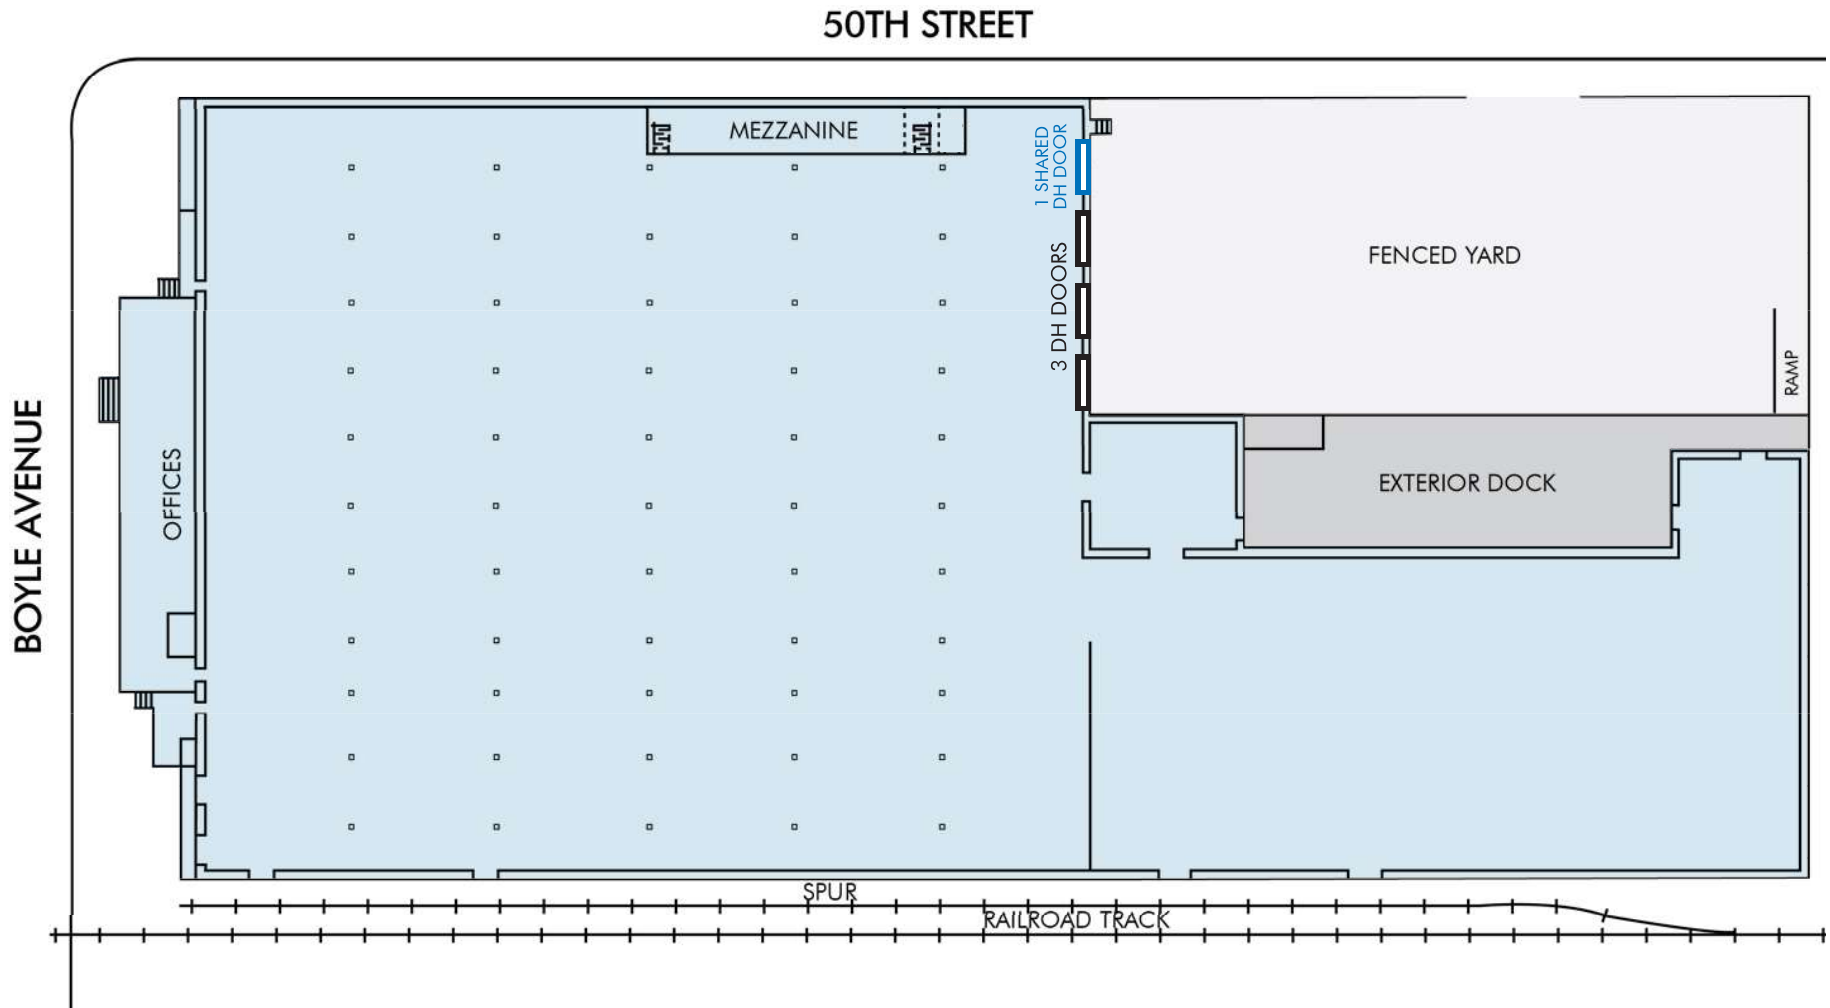 50TH STREET
MEZZANINE
1 SHARED
DH DOOR
3 DH DOORS
FENCED YARD
RAMP
BOYLE AVENUE
OFFICES
EXTERIOR DOCK
SPUR
RAILROAD TRACK